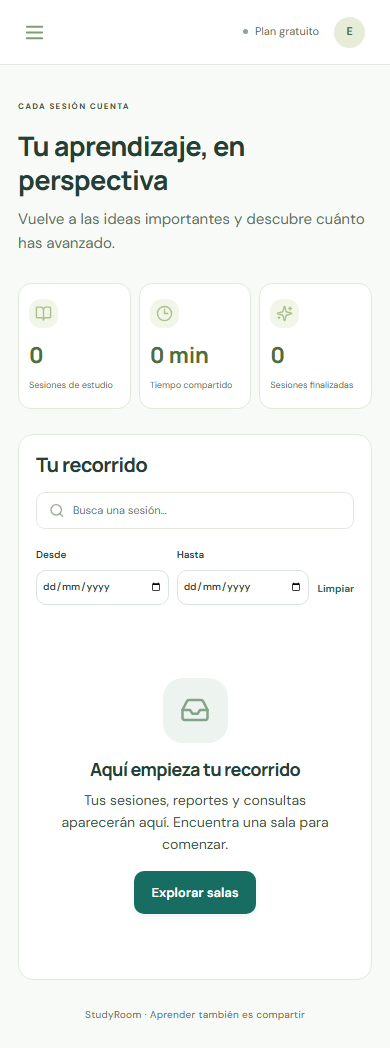 Plan gratuito
E
CADA SESIÓN CUENTA
Tu aprendizaje, en
perspectiva
Vuelve a las ideas importantes y descubre cuánto
has avanzado.
0
Sesiones de estudio
0 min
Tiempo compartido
0
Sesiones finalizadas
Tu recorrido
Busca una sesión...
Desde
Hasta
dd/mm/yyyy
dd/mm/yyyy
Limpiar
Aquí empieza tu recorrido
Tus sesiones, reportes y consultas
aparecerán aquí. Encuentra una sala para
comenzar.
Explorar salas
StudyRoom · Aprender también es compartir